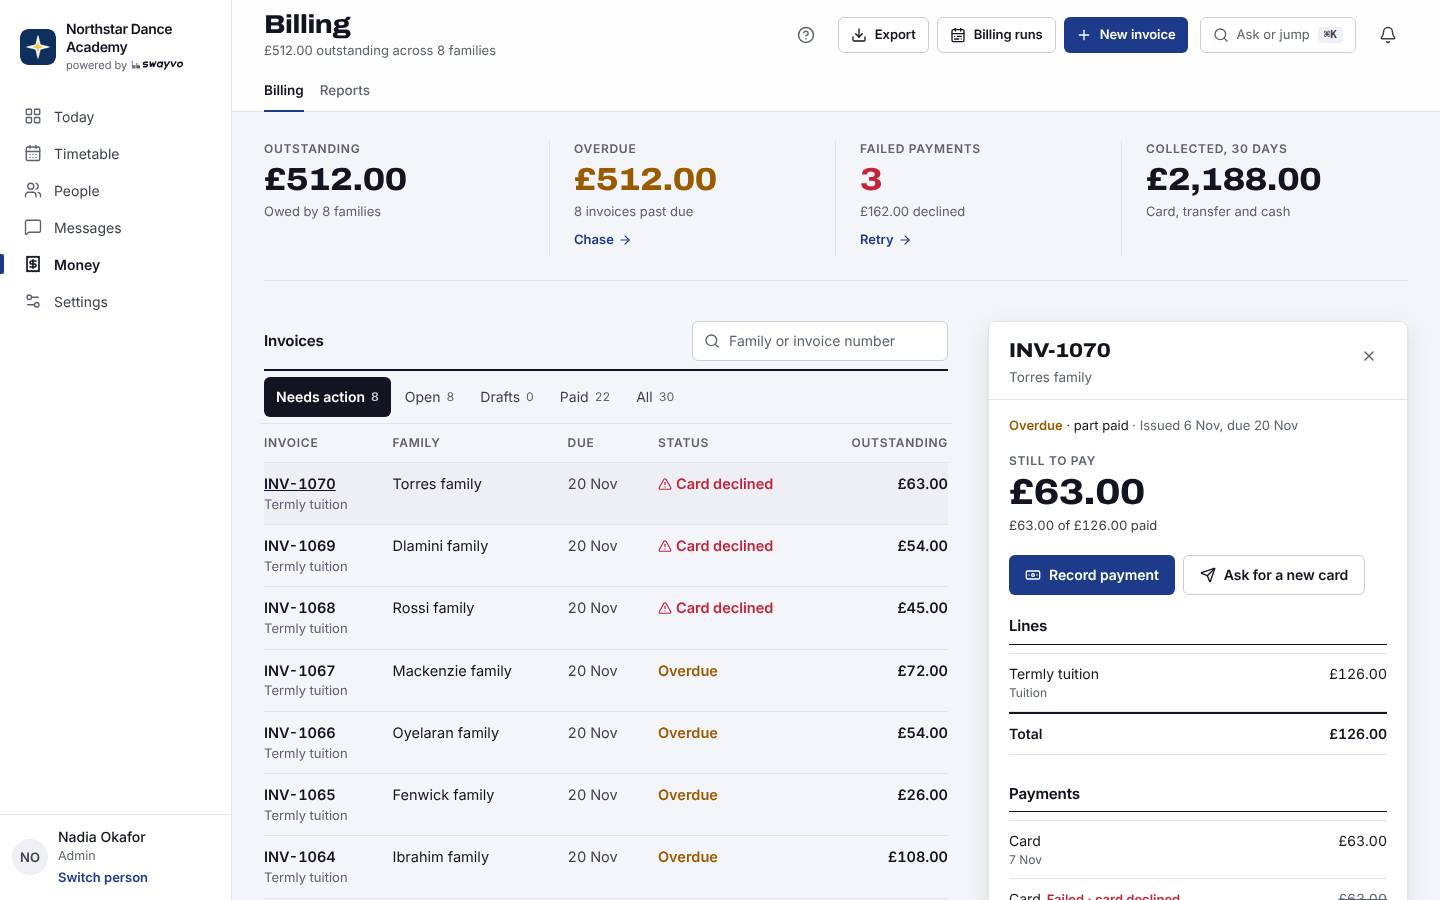 Northstar Dance
Academy
powered by swayvo
Today
Timetable
People
Messages
Money
Settings
Nadia Okafor
NO
Admin
Switch person
Billing
£512.00 outstanding across 8 families
Export
Billing runs
New invoice
Ask or jump ⌘K
Billing Reports
OUTSTANDING
£512.00
Owed by 8 families
OVERDUE
£512.00
8 invoices past due
Chase →
FAILED PAYMENTS
3
£162.00 declined
Retry →
COLLECTED, 30 DAYS
£2,188.00
Card, transfer and cash
Invoices
Family or invoice number
Needs action 8 Open 8 Drafts 0 Paid 22 All 30
INVOICE FAMILY DUE STATUS OUTSTANDING
INV-1070 Torres family 20 Nov Card declined £63.00
Termly tuition
INV-1069 Dlamini family 20 Nov Card declined £54.00
Termly tuition
INV-1068 Rossi family 20 Nov Card declined £45.00
Termly tuition
INV-1067 Mackenzie family 20 Nov Overdue £72.00
Termly tuition
INV-1066 Oyelaran family 20 Nov Overdue £54.00
Termly tuition
INV-1065 Fenwick family 20 Nov Overdue £26.00
Termly tuition
INV-1064 Ibrahim family 20 Nov Overdue £108.00
Termly tuition
INV-1070
Torres family
Overdue · part paid · Issued 6 Nov, due 20 Nov
STILL TO PAY
£63.00
£63.00 of £126.00 paid
Record payment
Ask for a new card
Lines
Termly tuition £126.00
Tuition
Total £126.00
Payments
Card £63.00
7 Nov
Card Failed · card declined £63.00